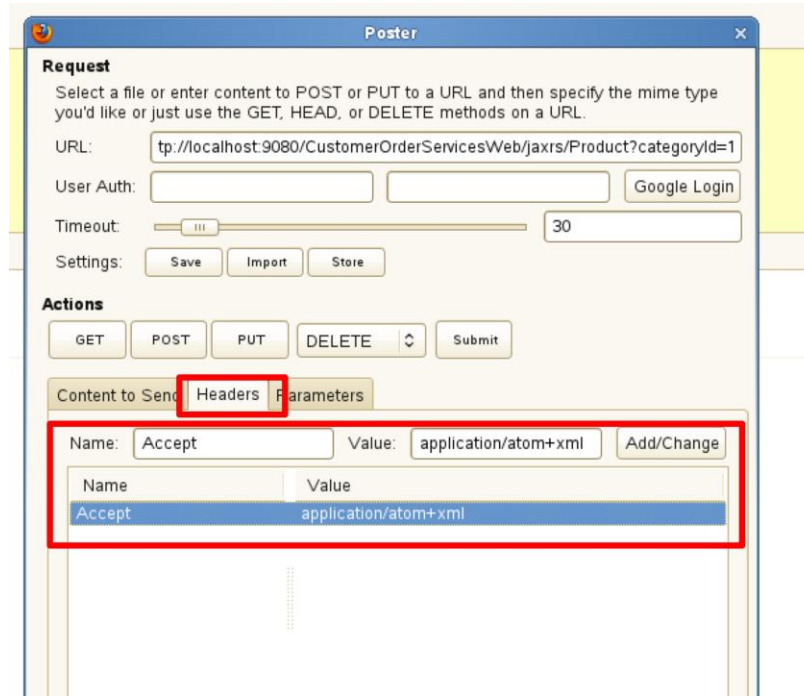 Poster
Request
Select a file or enter content to POST or PUT to a URL and then specify the mime type
you'd like or just use the GET, HEAD, or DELETE methods on a URL.
URL: tp://localhost:9080/CustomerOrderServicesWeb/jaxrs/Product?categoryId=1
User Auth: Google Login
Timeout: 30
Settings: Save Import Store
Actions
GET POST PUT DELETE Submit
Content to Send Headers Parameters
Name: Accept Value: application/atom+xml Add/Change
Name Value
Accept application/atom+xml